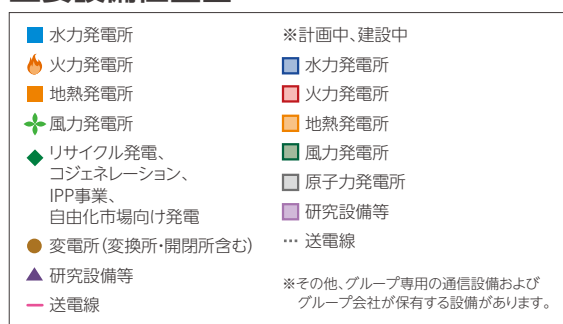 水力発電所
火力発電所
地熱発電所
風力発電所
リサイクル発電、
コジェネレーション、
IPP事業、
自由化市場向け発電
変電所(変換所・開閉所含む)
研究設備等
送電線
※計画中、建設中
水力発電所
火力発電所
地熱発電所
風力発電所
原子力発電所
研究設備等
送電線
※その他、グループ専用の通信設備および
グループ会社が保有する設備があります。